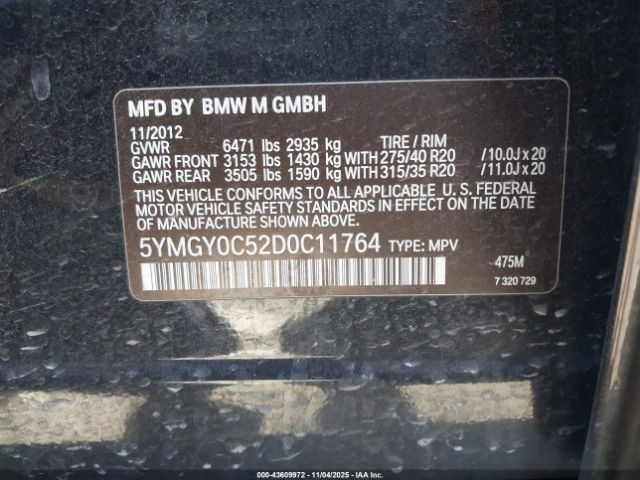 MFD BY BMW M GMBH
11/2012
GVWR 6471 lbs 2935 kg TIRE / RIM
GAWR FRONT 3153 lbs 1430 kg WITH 275/40 R20 / 10.0J x 20
GAWR REAR 3505 lbs 1590 kg WITH 315/35 R20 / 11.0J x 20
THIS VEHICLE CONFORMS TO ALL APPLICABLE U. S. FEDERAL
MOTOR VEHICLE SAFETY STANDARDS IN EFFECT ON THE DATE
OF MANUFACTURE SHOWN ABOVE.
5YMGY0C52D0C11764 TYPE: MPV
475M
7 320 729
00-43609972 - 11/04/2025 - IAAI.CA